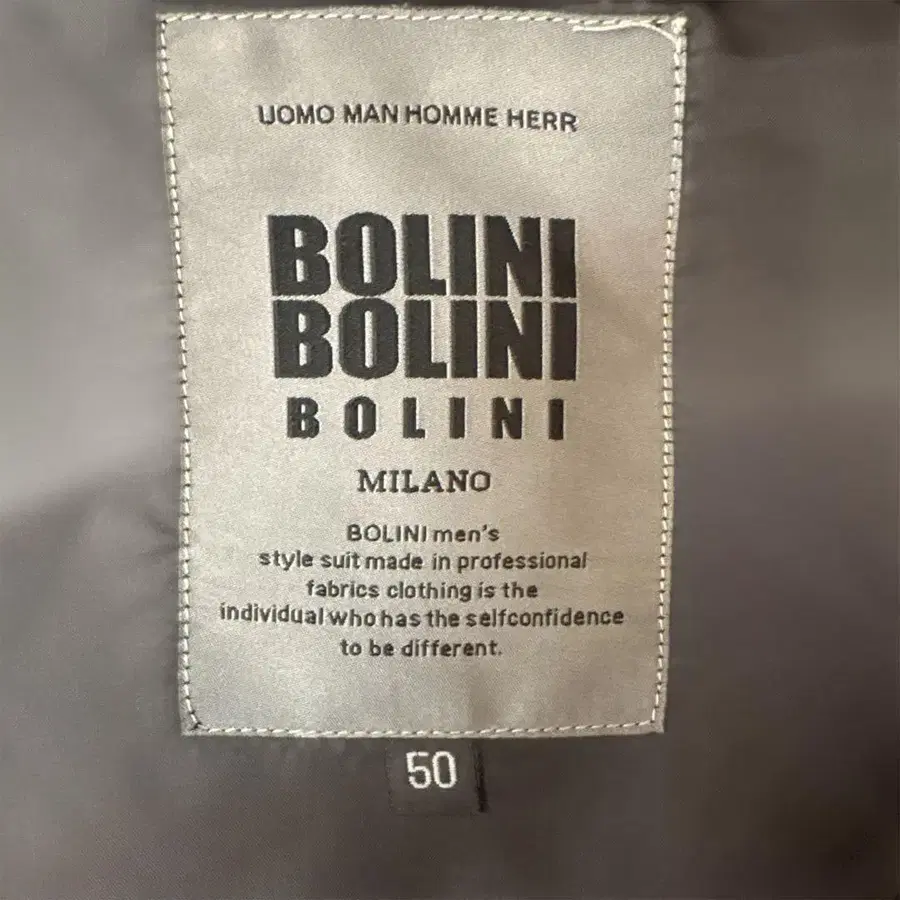 UOMO MAN HOMME HERR
BOLINI
BOLINI
BOLINI
MILANO
BOLINI men's
style suit made in professional
fabrics clothing is the
individual who has the selfconfidence
to be different.
50